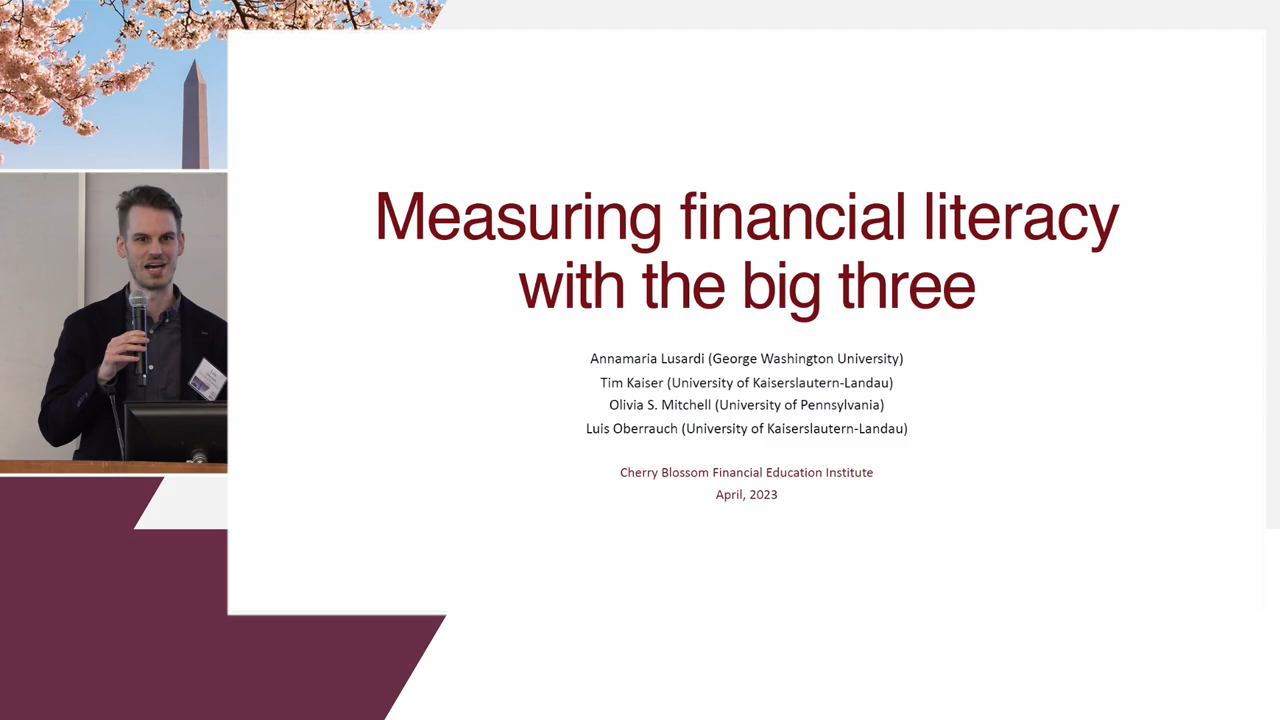 Measuring financial literacy
with the big three
Annamaria Lusardi (George Washington University)
Tim Kaiser (University of Kaiserslautern-Landau)
Olivia S. Mitchell (University of Pennsylvania)
Luis Oberrauch (University of Kaiserslautern-Landau)
Cherry Blossom Financial Education Institute
April, 2023